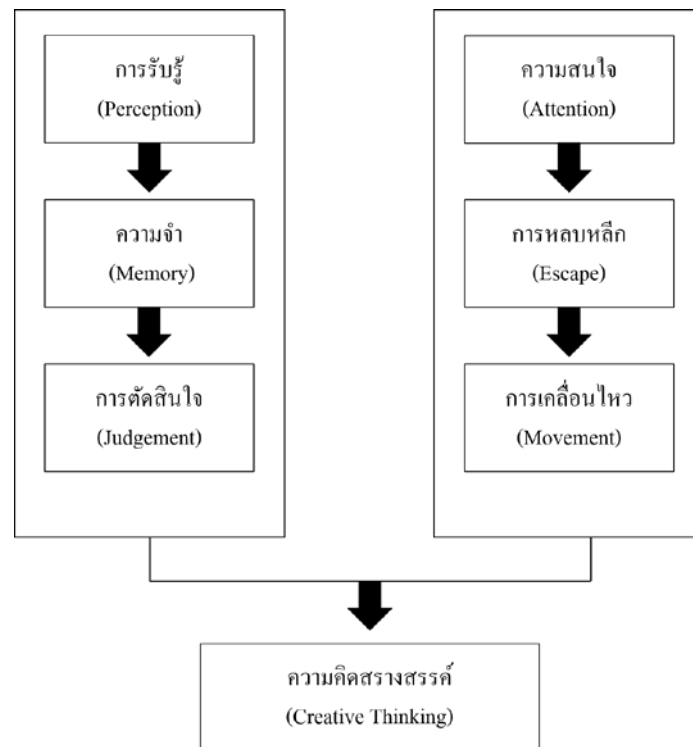 การรับรู้
(Perception)
ความจำ
(Memory)
การตัดสินใจ
(Judgement)
ความสนใจ
(Attention)
การหลบหลีก
(Escape)
การเคลื่อนไหว
(Movement)
ความคิดสรางสรรค์
(Creative Thinking)